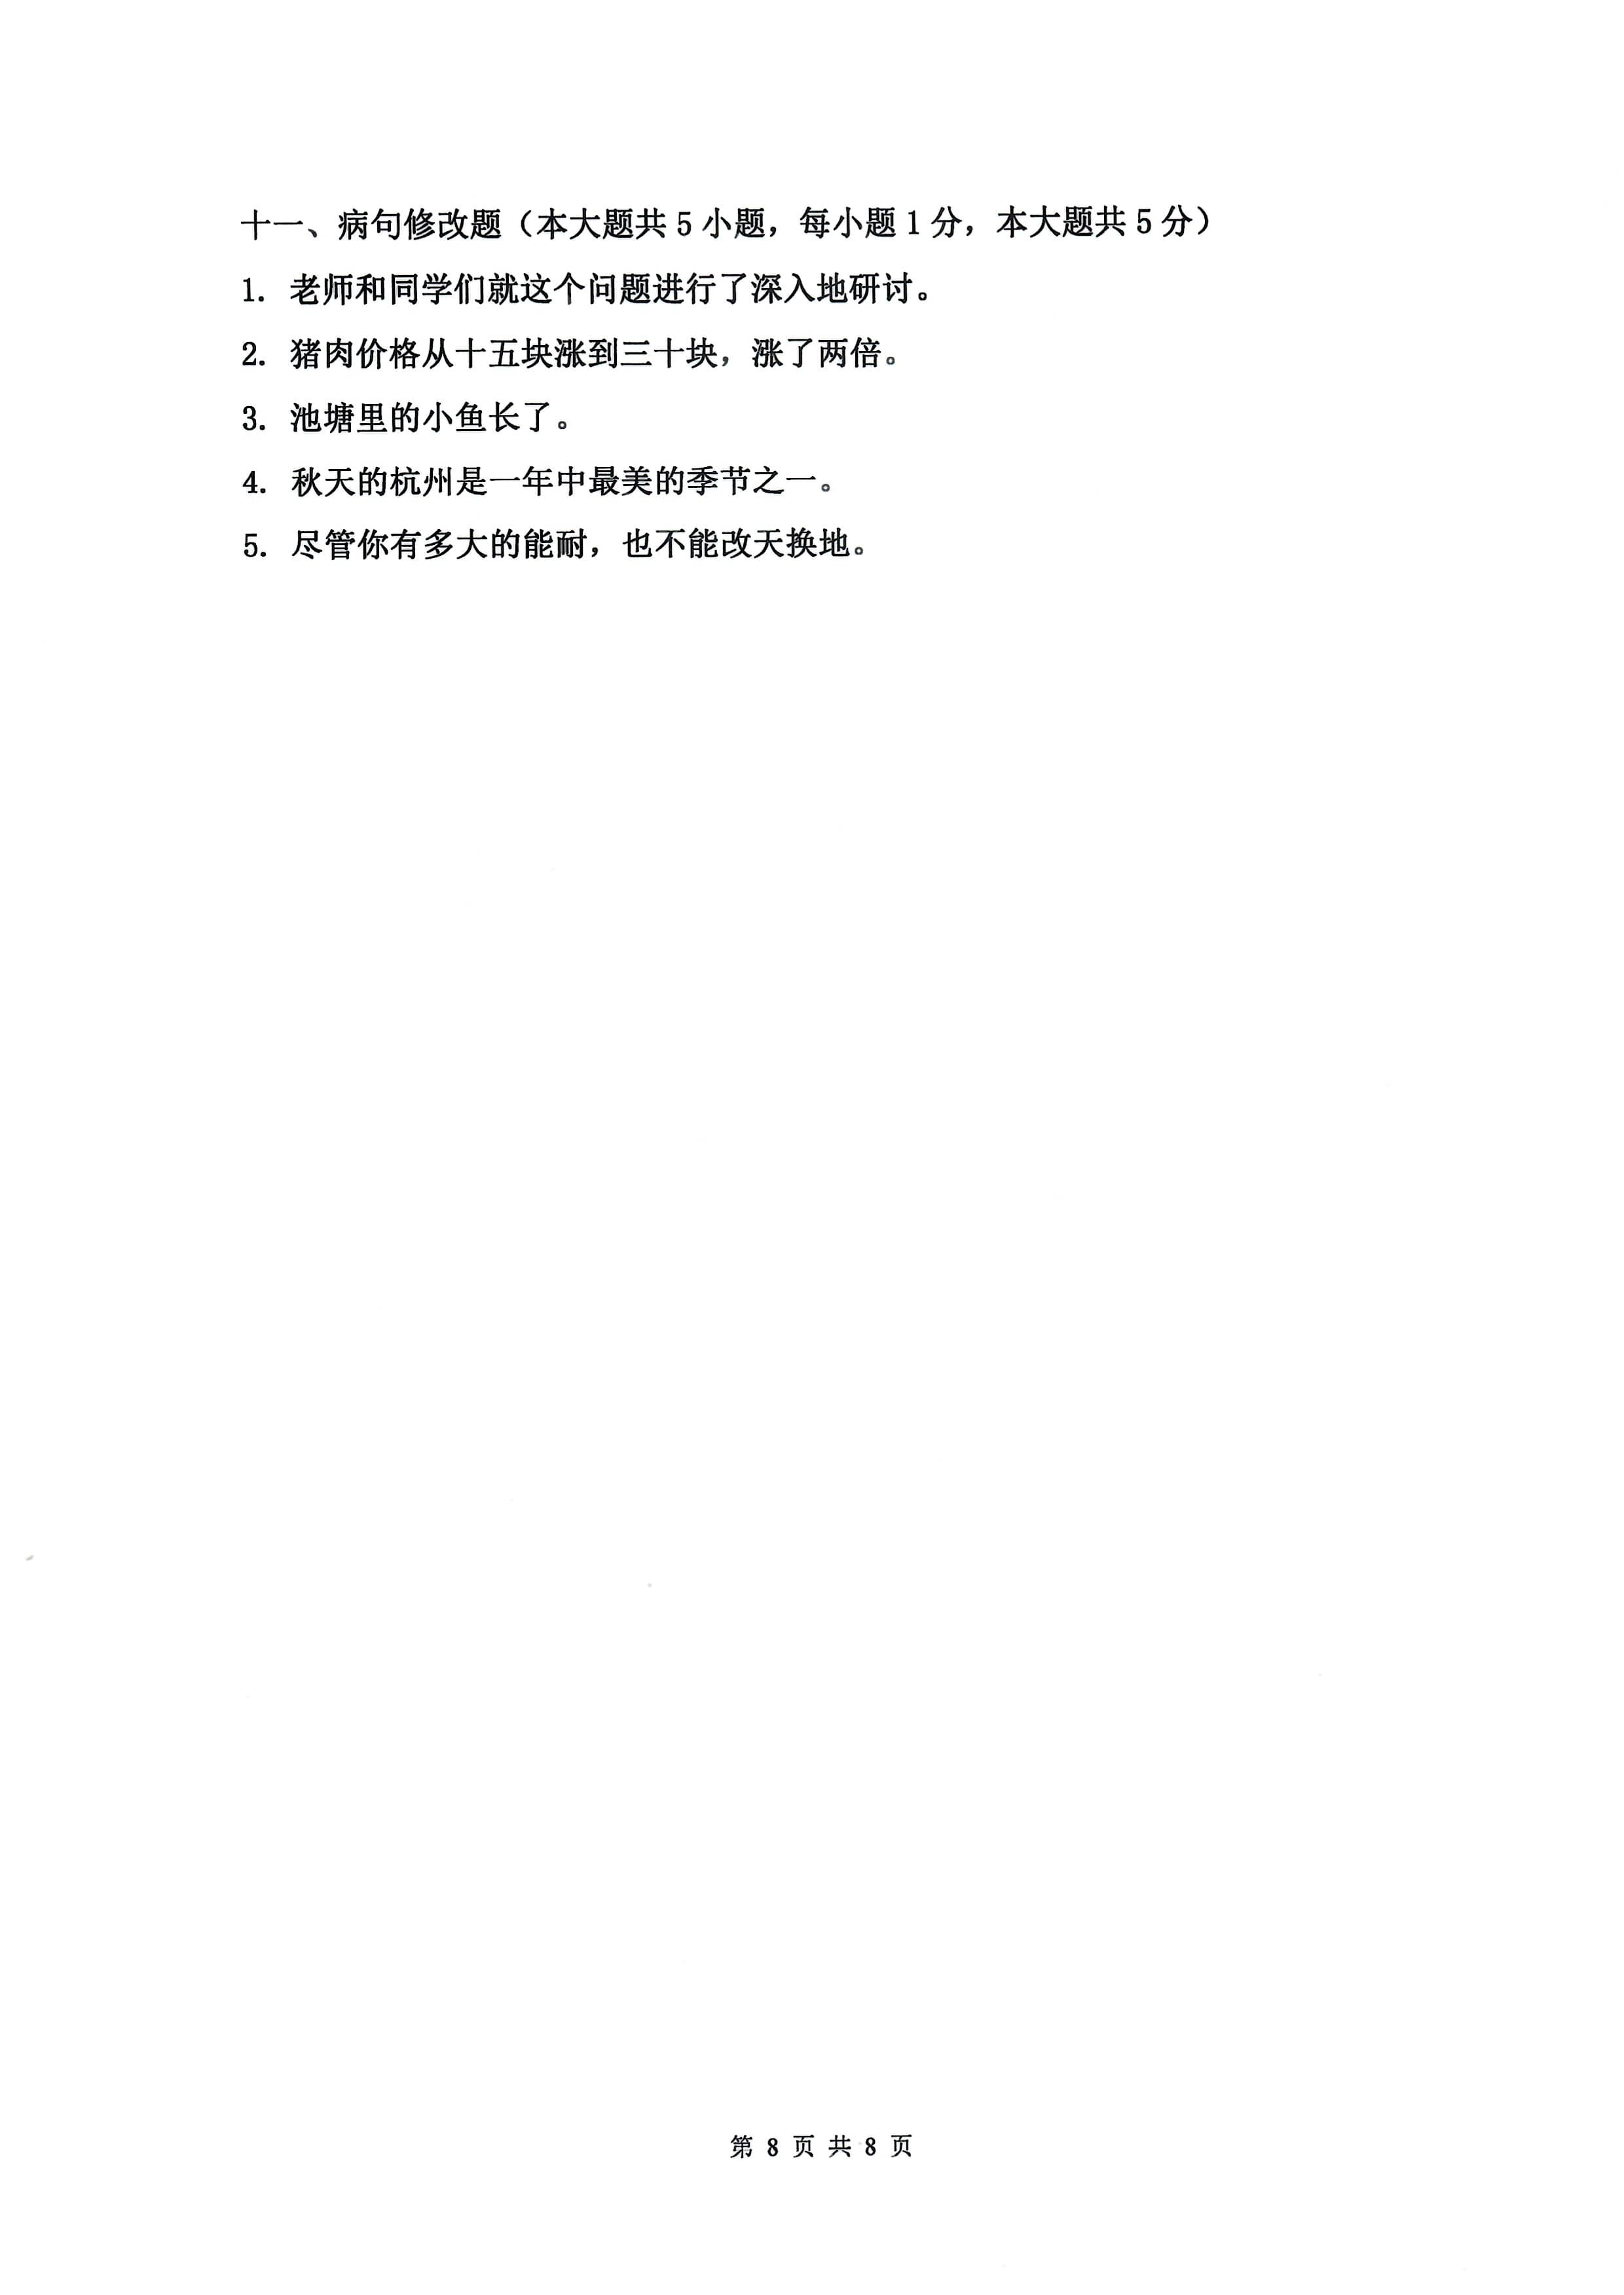 十一、病句修改题（本大题共 5 小题，每小题 1 分，本大题共 5 分）
1. 老师和同学们就这个问题进行了深入地研讨。
2. 猪肉价格从十五块涨到三十块，涨了两倍。
3. 池塘里的小鱼长了。
4. 秋天的杭州是一年中最美的季节之一。
5. 尽管你有多大的能耐，也不能改天换地。
第 8 页 共 8 页